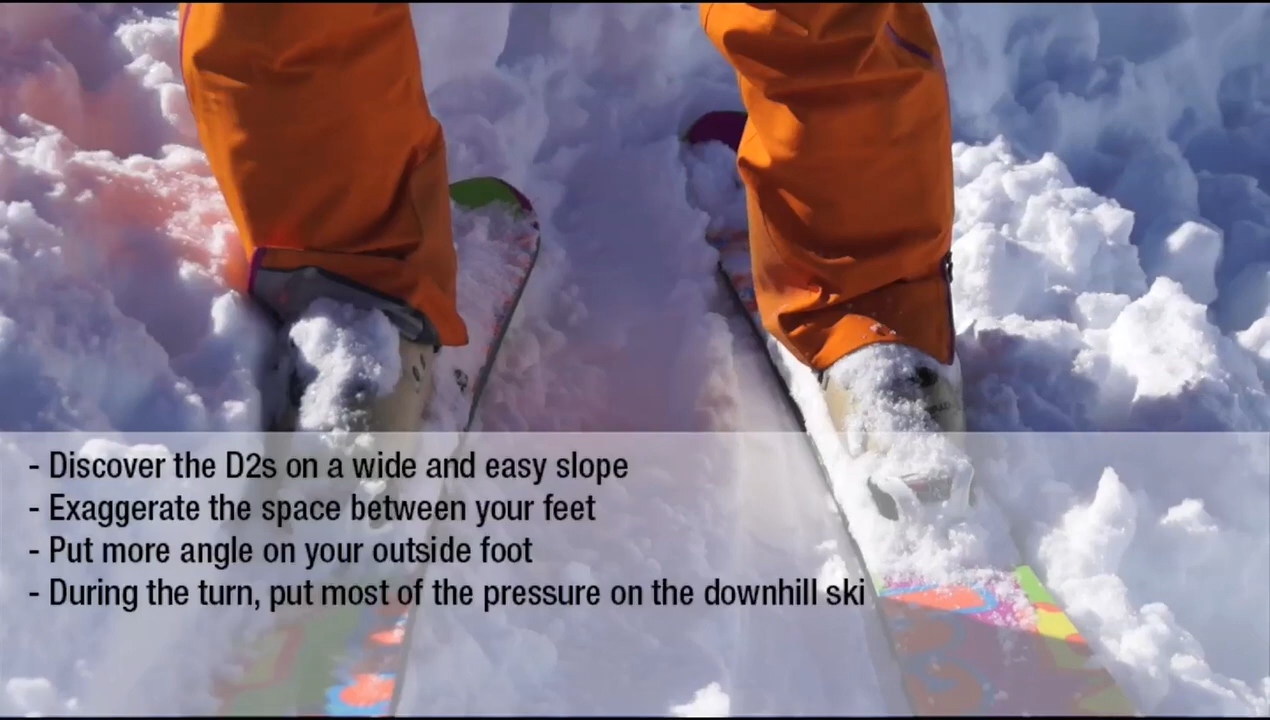 - Discover the D2s on a wide and easy slope
- Exaggerate the space between your feet
- Put more angle on your outside foot
- During the turn, put most of the pressure on the downhill ski